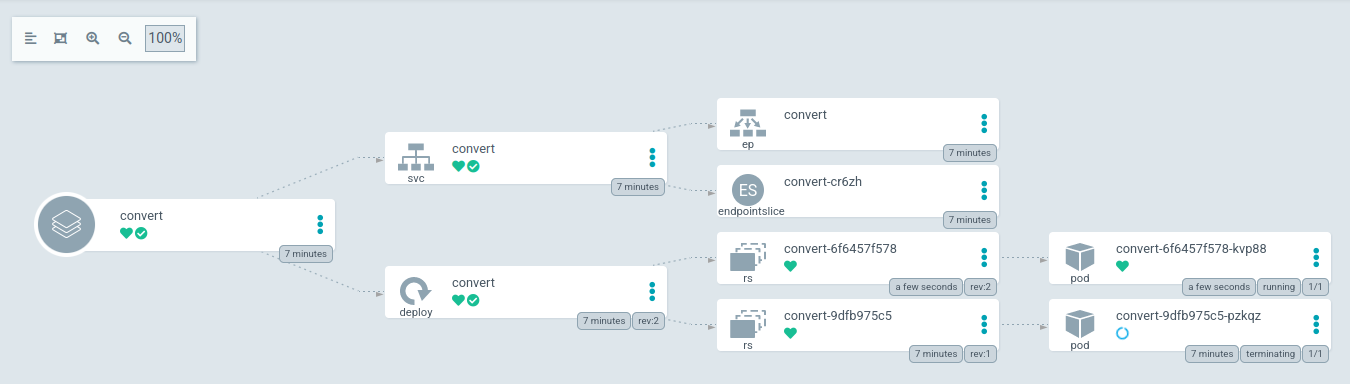 100%
convert
7 minutes
convert
svc
7 minutes
convert
deploy
7 minutes
rev:2
convert
ep
7 minutes
ES
convert-cr6zh
endpointslice
7 minutes
convert-6f6457f578
rs
a few seconds
rev:2
convert-6f6457f578-kvp88
pod
a few seconds
running
1/1
convert-9dfb975c5
rs
7 minutes
rev:1
convert-9dfb975c5-pzkqz
pod
7 minutes
terminating
1/1